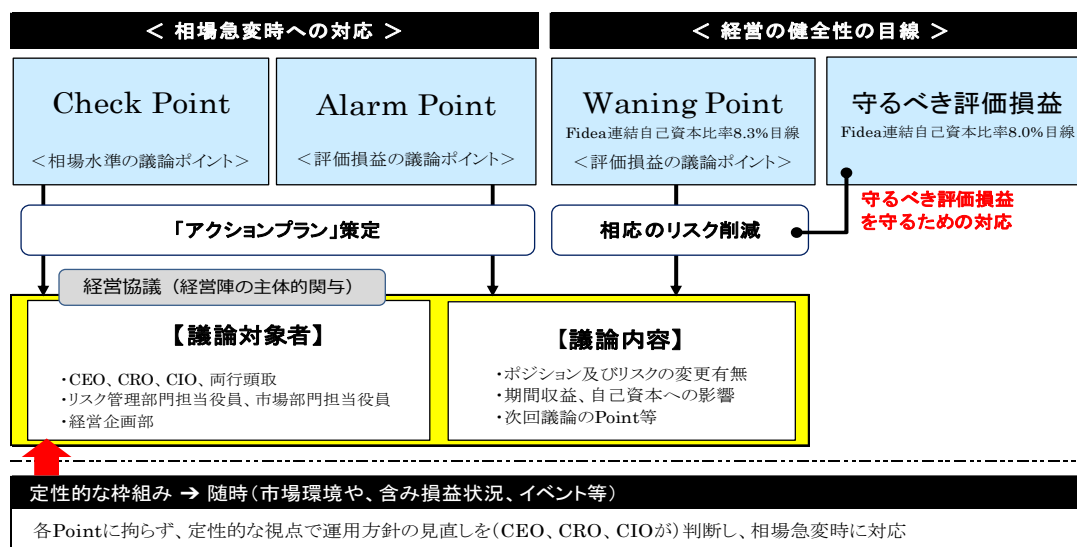 ＜ 相場急変時への対応 ＞
＜ 経営の健全性の目線 ＞
Check Point
＜相場水準の議論ポイント＞
Alarm Point
＜評価損益の議論ポイント＞
Waning Point
Fidea連結自己資本比率8.3%目線
＜評価損益の議論ポイント＞
守るべき評価損益
Fidea連結自己資本比率8.0%目線
「アクションプラン」策定
相応のリスク削減
守るべき評価損益
を守るための対応
経営協議（経営陣の主体的関与）
【議論対象者】
・CEO、CRO、CIO、両行頭取
・リスク管理部門担当役員、市場部門担当役員
・経営企画部
【議論内容】
・ポジション及びリスクの変更有無
・期間収益、自己資本への影響
・次回議論のPoint等
定性的な枠組み ➔ 随時（市場環境や、含み損益状況、イベント等）
各Pointに拘らず、定性的な視点で運用方針の見直しを（CEO、CRO、CIOが）判断し、相場急変時に対応